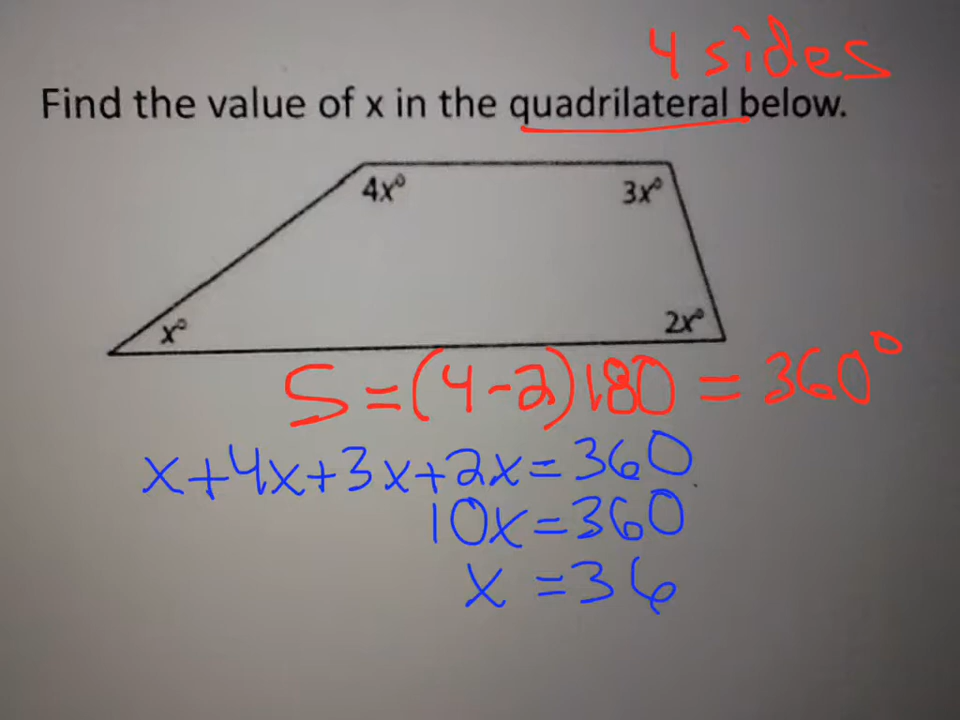 4 sides
Find the value of x in the quadrilateral below.
4x° 3x°
x° 2x°
S = (4-2)180 = 360°
x+4x+3x+2x=360
10x=360
x = 36